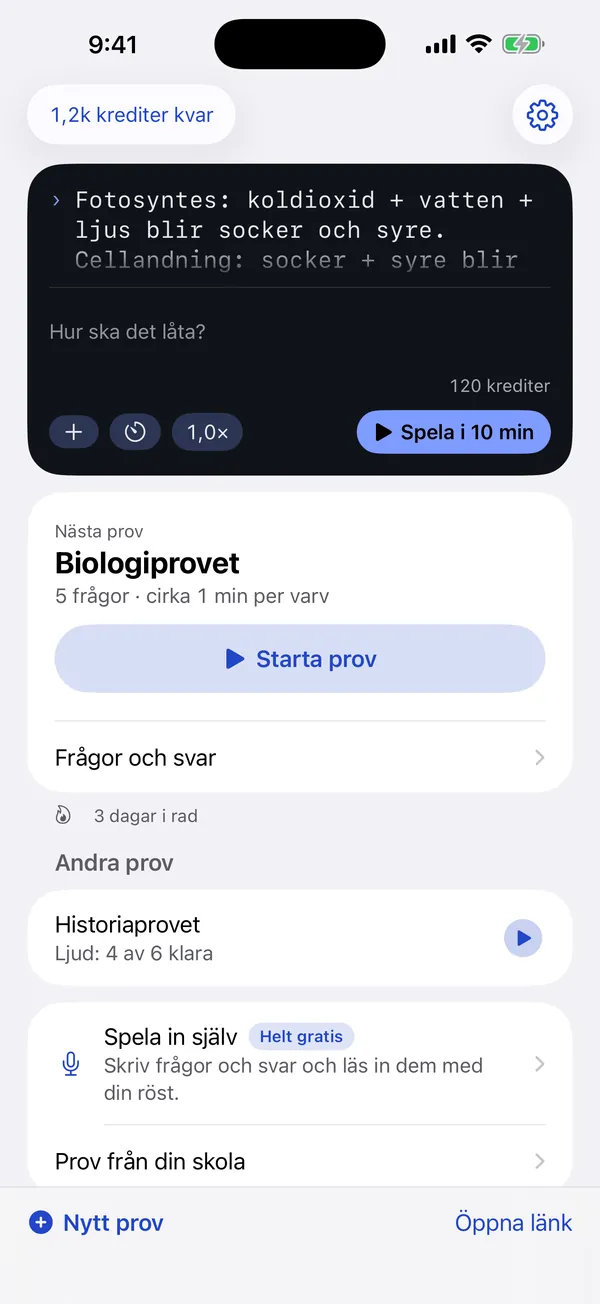 9:41
1,2k krediter kvar
› Fotosyntes: koldioxid + vatten +
ljus blir socker och syre.
Cellandning: socker + syre blir
Hur ska det låta?
120 krediter
1,0×
Spela i 10 min
Nästa prov
Biologiprovet
5 frågor · cirka 1 min per varv
Starta prov
Frågor och svar
3 dagar i rad
Andra prov
Historiaprovet
Ljud: 4 av 6 klara
Spela in själv
Helt gratis
Skriv frågor och svar och läs in dem med
din röst.
Prov från din skola
Nytt prov
Öppna länk